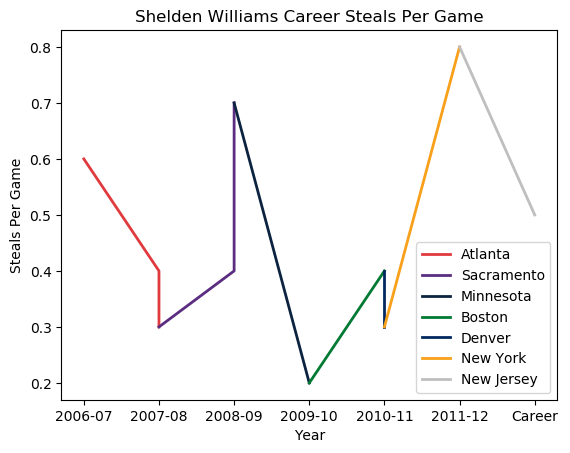 Shelden Williams Career Steals Per Game
Steals Per Game
0.8
0.7
0.6
0.5
0.4
0.3
0.2
Atlanta
Sacramento
Minnesota
Boston
Denver
New York
New Jersey
2006-07 2007-08 2008-09 2009-10 2010-11 2011-12 Career
Year